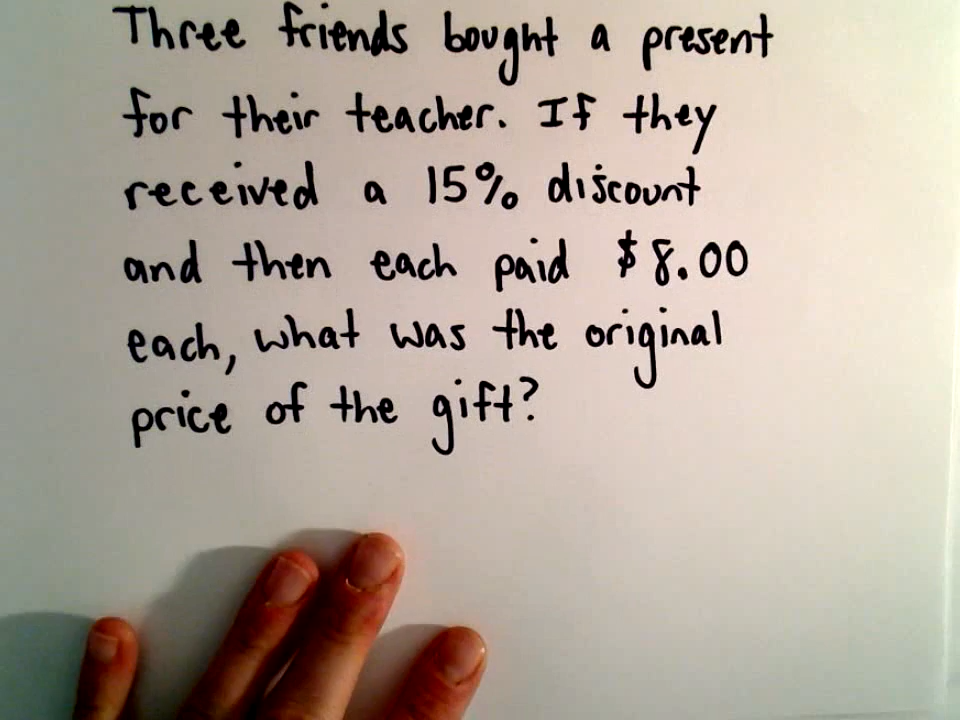 Three friends bought a present
for their teacher. If they
received a 15% discount
and then each paid $8.00
each, what was the original
price of the gift?